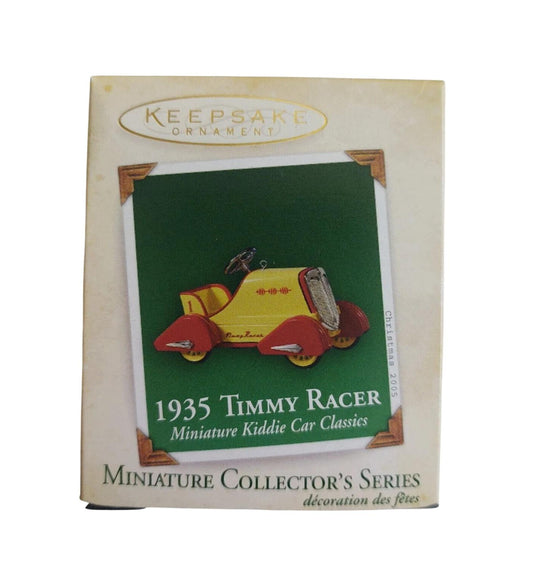 KEEPSAKE
ORNAMENT
1
Timmy Racer
Christmas 2005
1935 TIMMY RACER
Miniature Kiddie Car Classics
MINIATURE COLLECTOR'S SERIES
décoration des fêtes